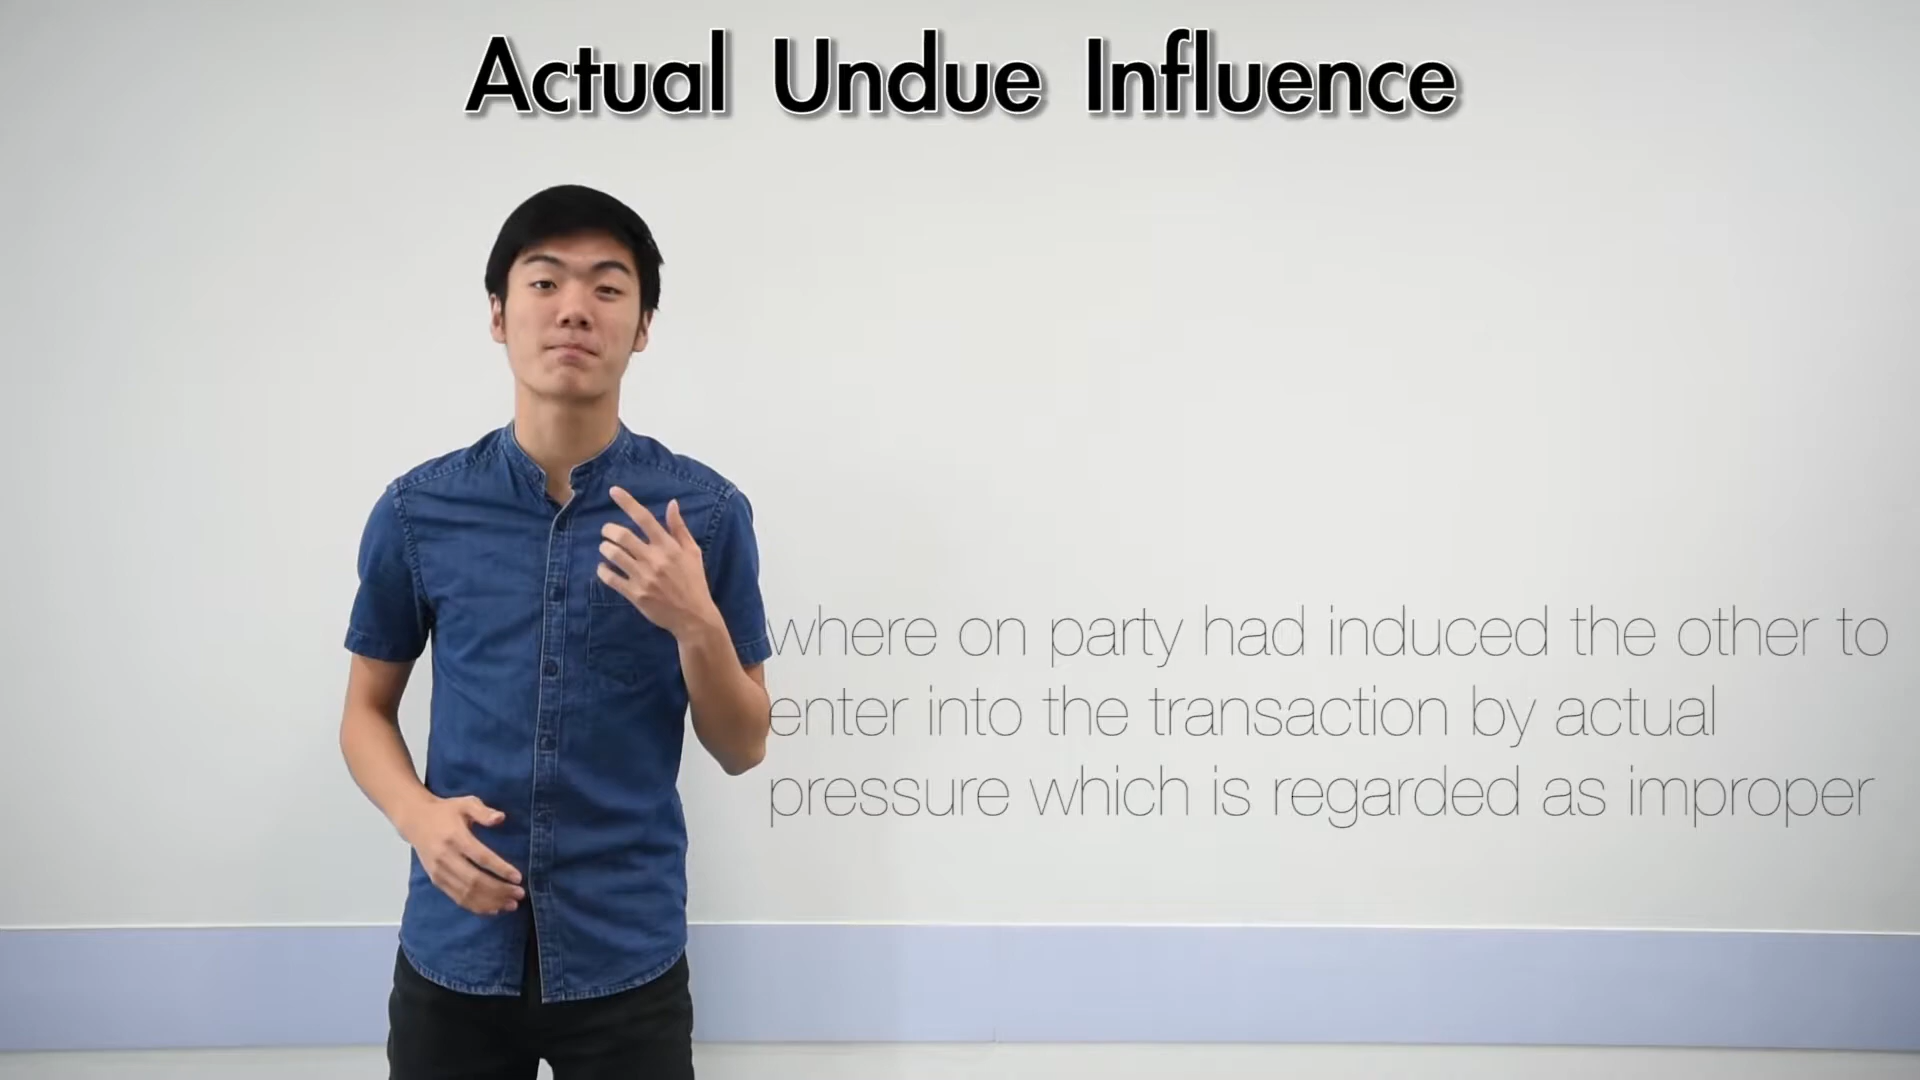 Actual Undue Influence
where on party had induced the other to
enter into the transaction by actual
pressure which is regarded as improper